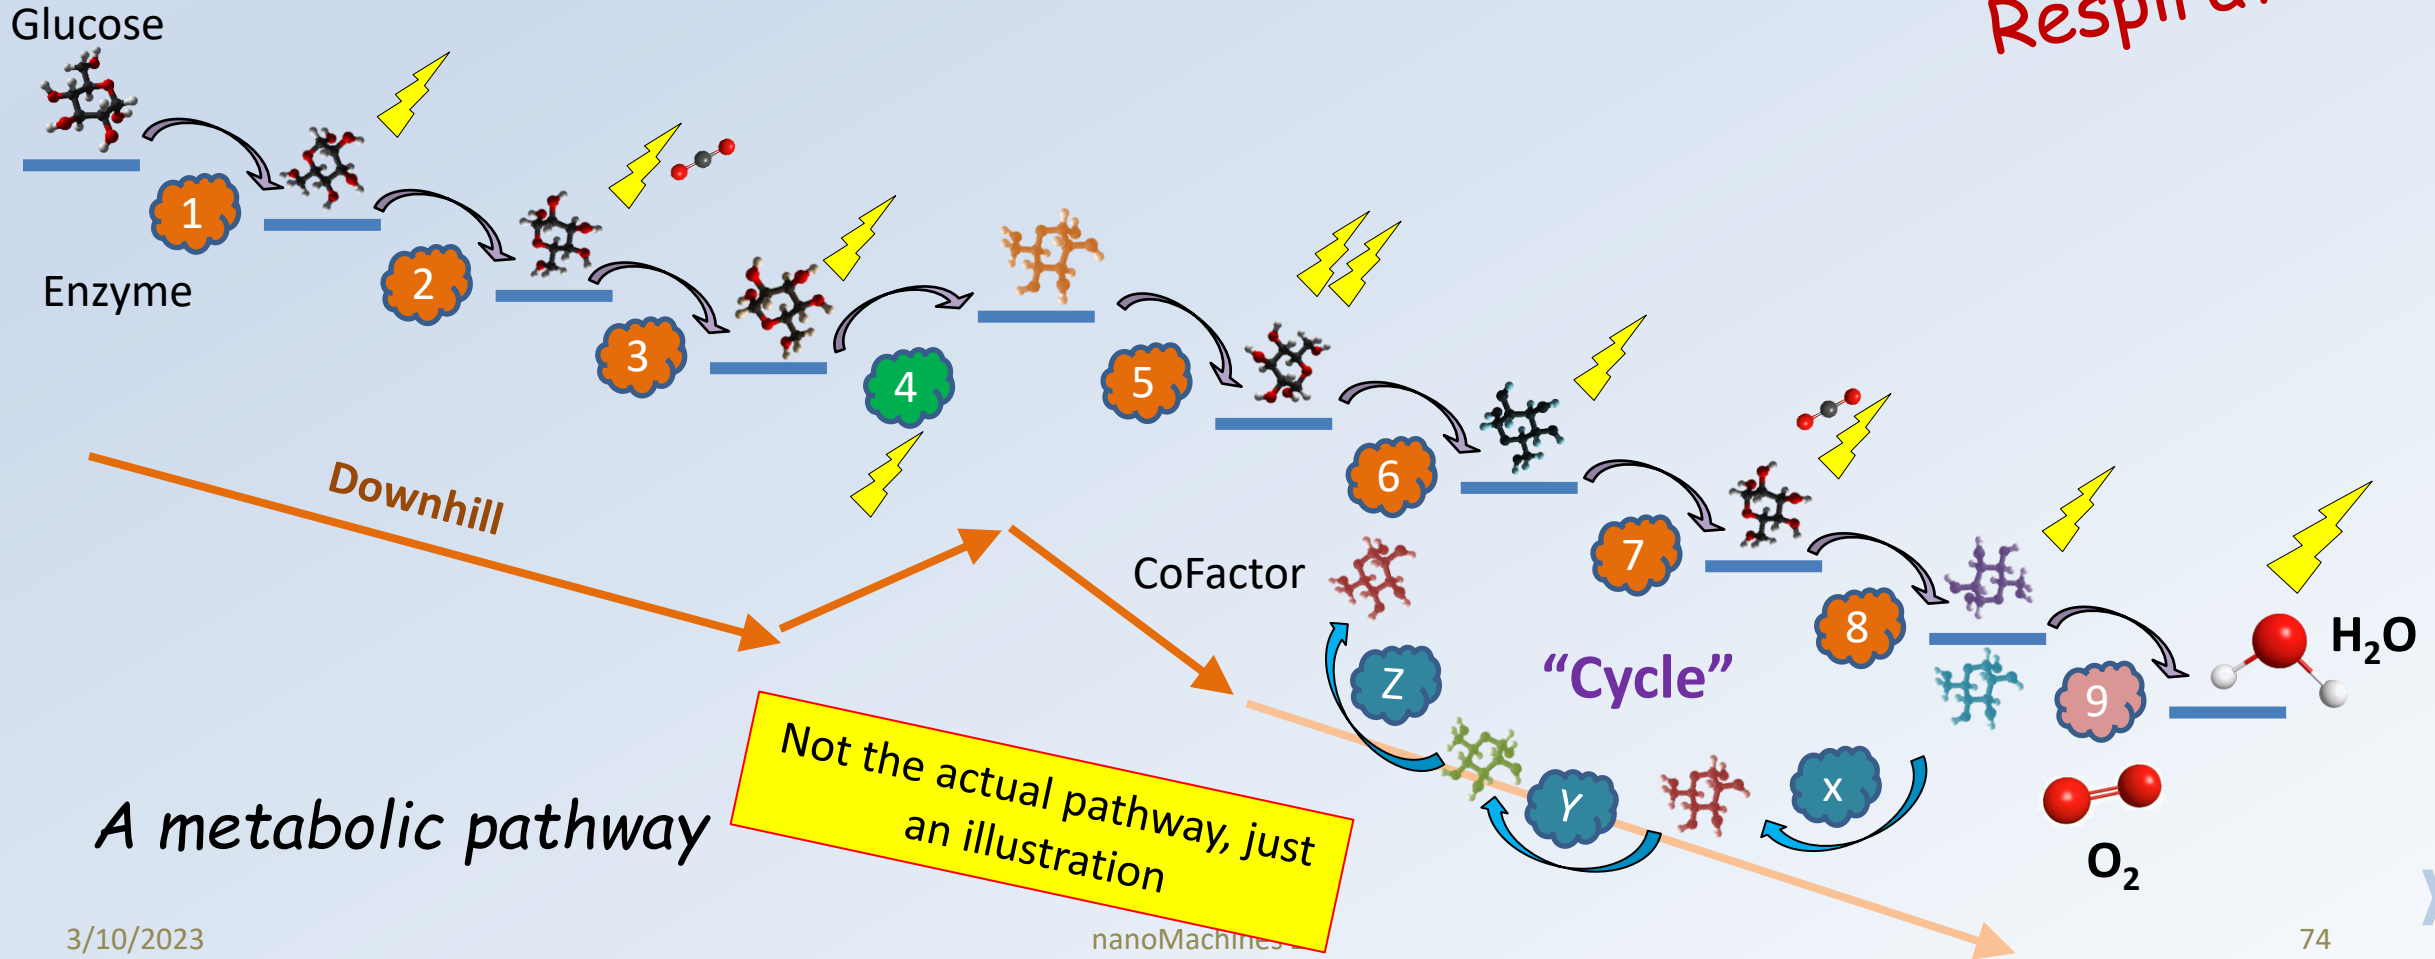 Glucose
1
2
3
4
5
6
7
8
9
Enzyme
Downhill
CoFactor
Z
Y
x
“Cycle”
H₂O
O₂
Not the actual pathway, just
an illustration
A metabolic pathway
3/10/2023
nanoMachines
74